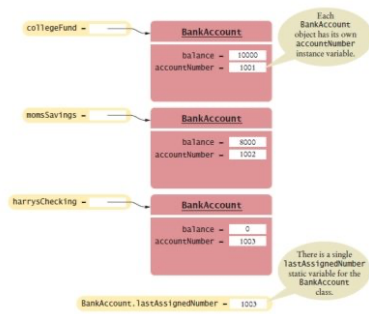 collegeFund =
BankAccount
balance = 10000
accountNumber = 1001
Each
BankAccount
object has its own
accountNumber
instance variable.
momsSavings =
BankAccount
balance = 8000
accountNumber = 1002
harrysChecking =
BankAccount
balance = 0
accountNumber = 1003
There is a single
lastAssignedNumber
static variable for the
BankAccount
class.
BankAccount.lastAssignedNumber = 1003